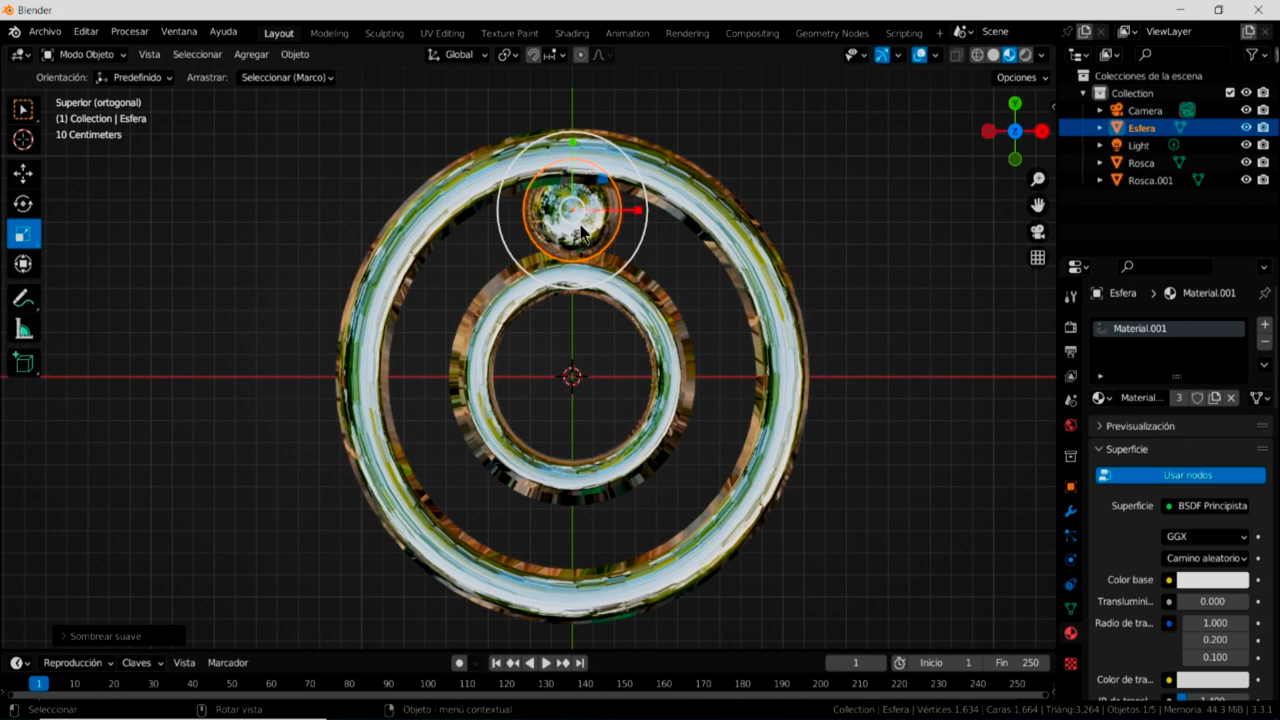 Blender
Archivo Editar Procesar Ventana Ayuda Layout Modeling Sculpting UV Editing Texture Paint Shading Animation Rendering Compositing Geometry Nodes Scripting + Scene ViewLayer
Modo Objeto Vista Seleccionar Agregar Objeto Global
Orientación: Predefinido Arrastrar: Seleccionar (Marco) Opciones
Superior (ortogonal)
(1) Collection | Esfera
10 Centimeters
Y
Z
Colecciones de la escena
Collection
Camera
Esfera
Light
Rosca
Rosca.001
Esfera > Material.001
Material.001
Material... 3
Previsualización
Superficie
Usar nodos
Superficie BSDF Principista
GGX
Camino aleatorio
Color base
Translumini... 0.000
Radio de tra... 1.000
0.200
0.100
Color de tra...
Sombrear suave
Reproducción Claves Vista Marcador 1 Inicio 1 Fin 250
1 10 20 30 40 50 60 70 80 90 100 110 120 130 140 150 160 170 180 190 200 210 220 230 240 250
Seleccionar Rotar vista Objeto - menú contextual Collection | Esfera | Vértices:1,634 | Caras:1,664 | Triáng:3,264 | Objetos:1/5 | Memoria: 44.3 MiB | 3.3.1